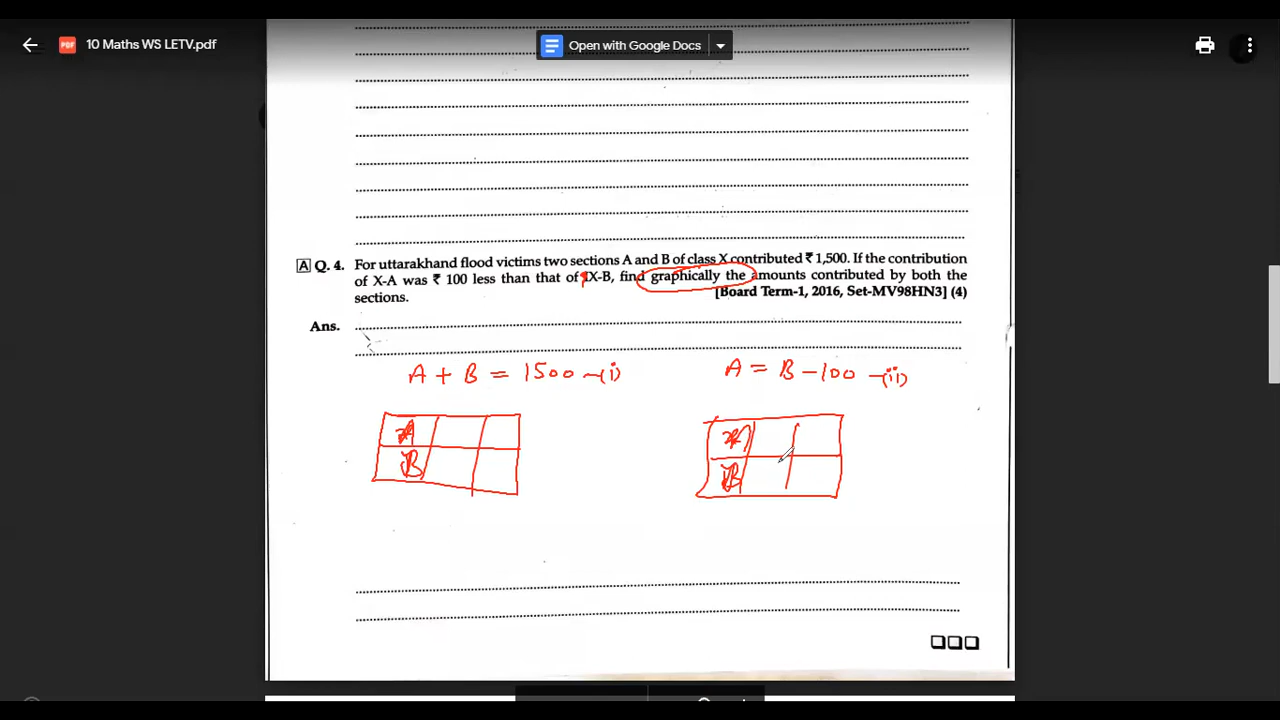 10 Maths WS LETV.pdf
Open with Google Docs
A Q. 4. For uttarakhand flood victims two sections A and B of class X contributed ₹ 1,500. If the contribution
of X-A was ₹ 100 less than that of IX-B, find graphically the amounts contributed by both the
sections. [Board Term-1, 2016, Set-MV98HN3] (4)
Ans.
A + B = 1500 -(i) A = B - 100 -(ii)
A A
B B